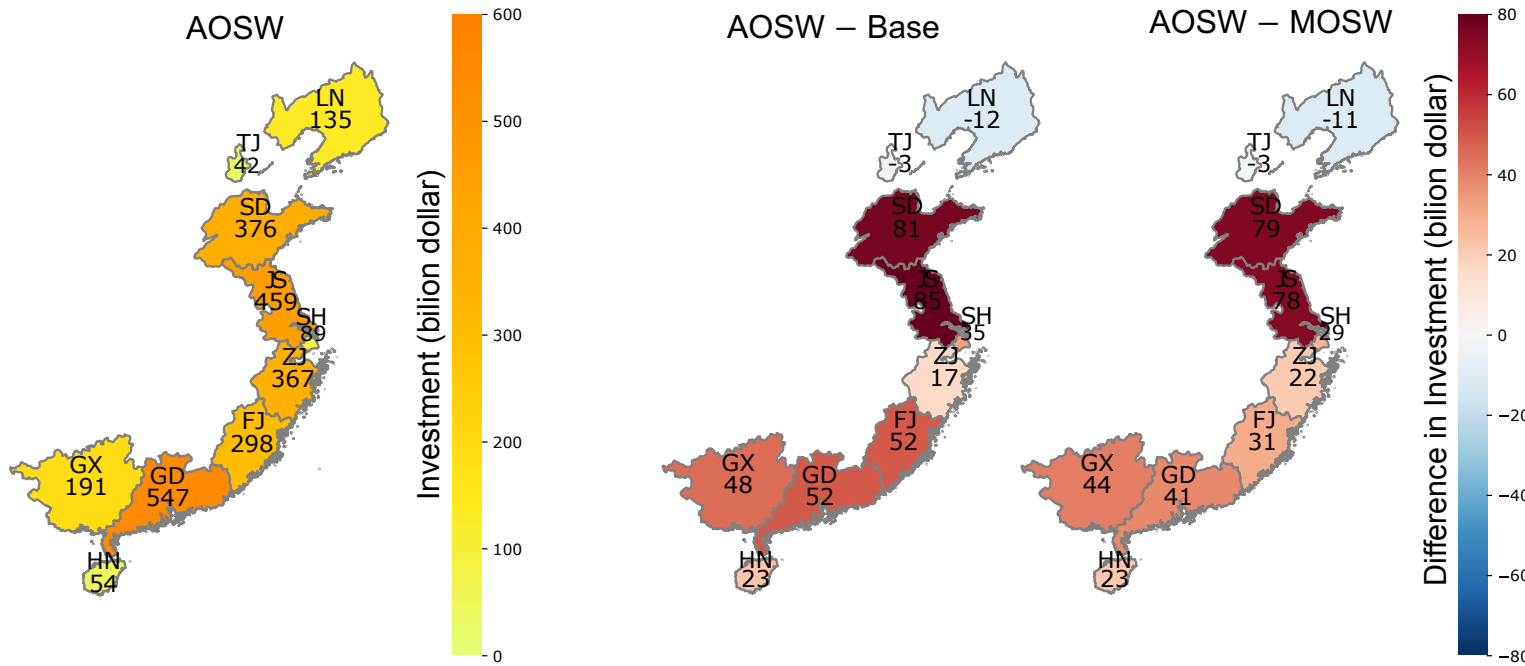 AOSW
LN
135
TJ
42
SD
376
JS
459
SH
89
ZJ
367
FJ
298
GX
191
GD
547
HN
54
600
500
400
300
200
100
0
Investment (bilion dollar)
AOSW – Base
LN
-12
TJ
-3
SD
81
JS
85
SH
35
ZJ
17
FJ
52
GX
48
GD
52
HN
23
AOSW – MOSW
LN
-11
TJ
-3
SD
79
JS
78
SH
29
ZJ
22
FJ
31
GX
44
GD
41
HN
23
Difference in Investment (bilion dollar)
80
60
40
20
0
−20
−40
−60
−80